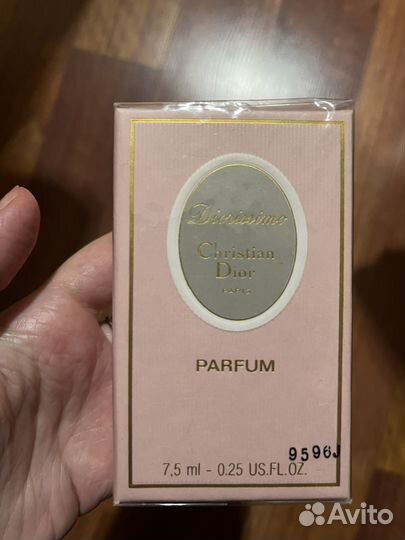 Diorissimo
Christian
Dior
PARIS
PARFUM
9596J
7,5 ml - 0.25 US.FL.OZ.
Avito